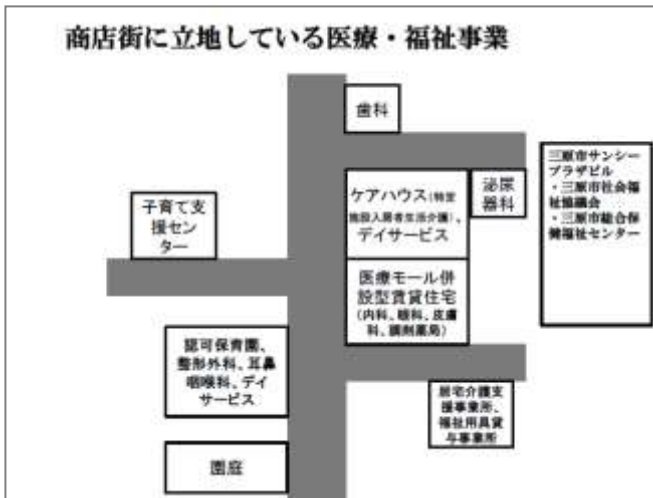 商店街に立地している医療・福祉事業
歯科
三原市サンシー
プラザビル
・三原市社会福
祉協議会
・三原市総合保
健福祉センター
ケアハウス(特定
施設入居者生活介護)、
デイサービス
泌尿
器科
子育て支
援セン
ター
医療モール併
設型賃貸住宅
(内科、眼科、皮膚
科、調剤薬局)
認可保育園、
整形外科、耳鼻
咽喉科、デイ
サービス
居宅介護支
援事業所、
福祉用具貸
与事業所
園庭